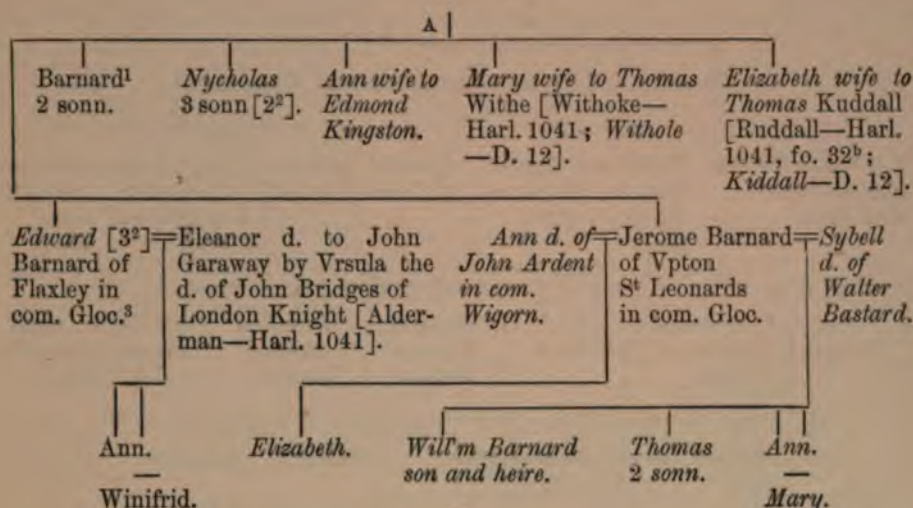 A
Barnard¹
2 sonn.
Nycholas
3 sonn [2²].
Ann wife to
Edmond
Kingston.
Mary wife to Thomas
Withe [Withoke—
Harl. 1041; Withole
—D. 12].
Elizabeth wife to
Thomas Kuddall
[Ruddall—Harl.
1041, fo. 32ᵇ;
Kiddall—D. 12].
Edward [3²]
Barnard of
Flaxley in
com. Gloc.³
Eleanor d. to John
Garaway by Vrsula the
d. of John Bridges of
London Knight [Alder-
man—Harl. 1041].
Ann d. of
John Ardent
in com.
Wigorn.
Jerome Barnard
of Vpton
Sᵗ Leonards
in com. Gloc.
Sybell
d. of
Walter
Bastard.
Ann.
—
Winifrid.
Elizabeth.
Will'm Barnard
son and heire.
Thomas
2 sonn.
Ann.
—
Mary.